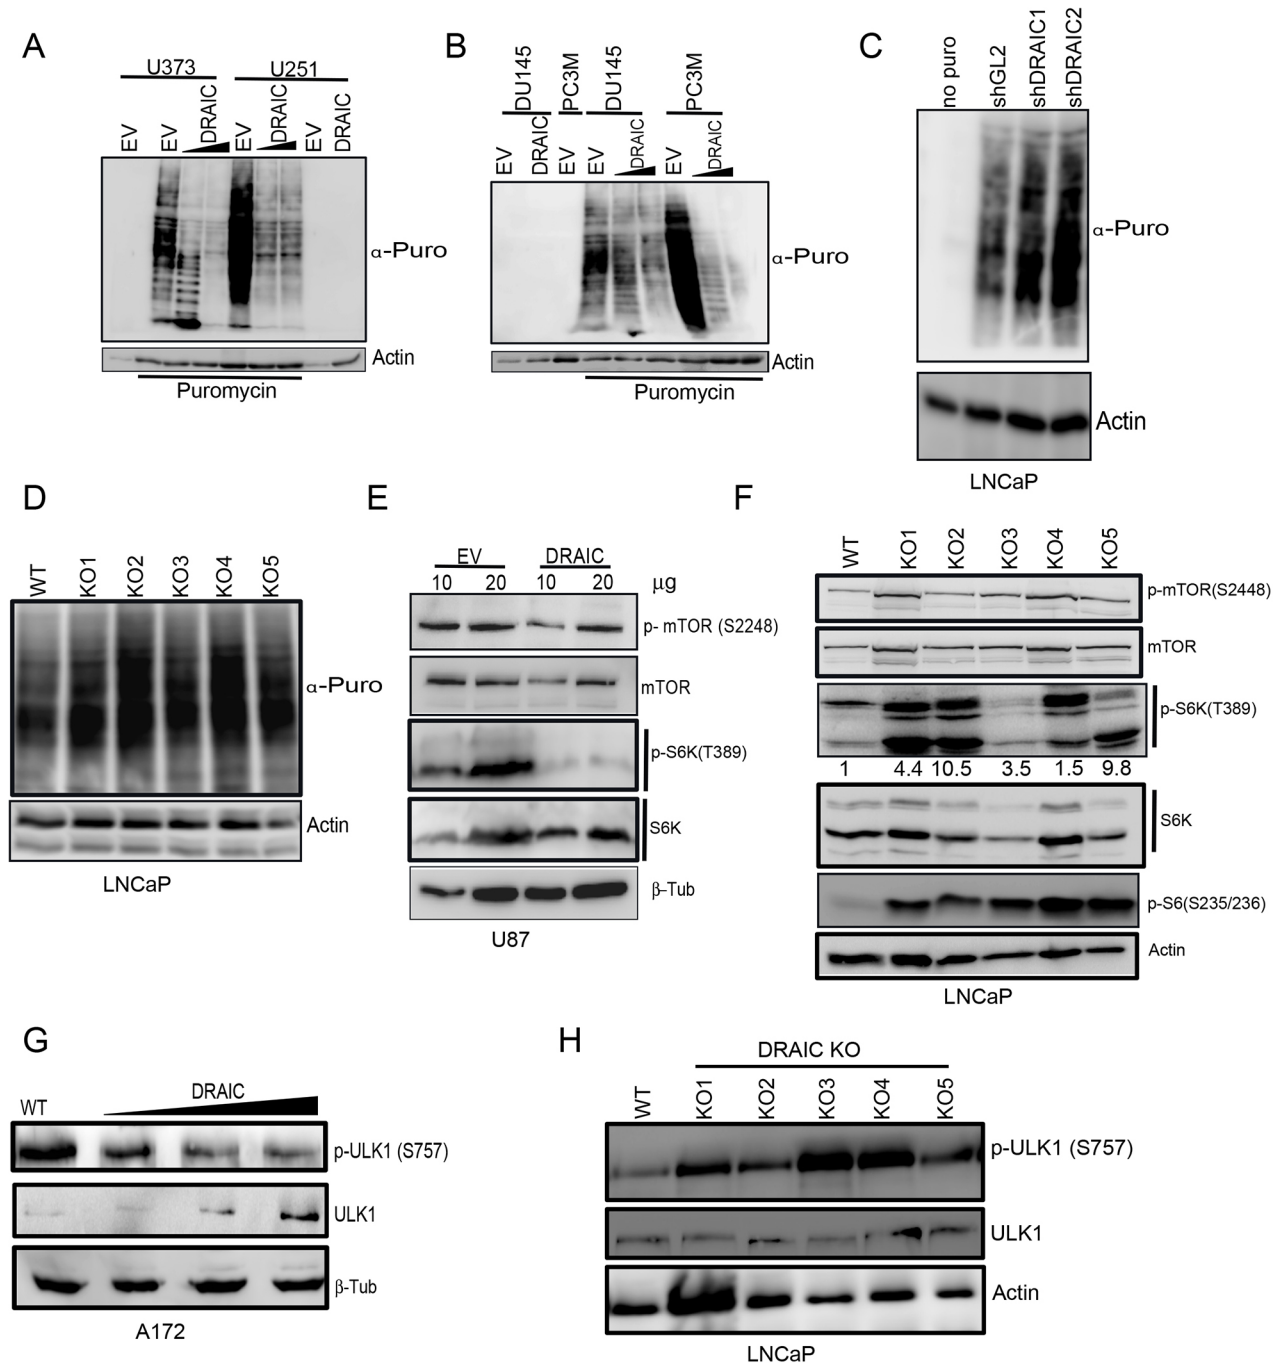 A
U373 U251
EV EV DRAIC EV DRAIC EV DRAIC
α-Puro
Actin
Puromycin
B
DU145 PC3M DU145 PC3M
EV DRAIC EV EV DRAIC EV DRAIC
α-Puro
Actin
Puromycin
C
no puro shGL2 shDRAIC1 shDRAIC2
α-Puro
Actin
LNCaP
D
WT KO1 KO2 KO3 KO4 KO5
α-Puro
Actin
LNCaP
E
EV DRAIC
10 20 10 20 µg
p- mTOR (S2248)
mTOR
p-S6K(T389)
S6K
β-Tub
U87
F
WT KO1 KO2 KO3 KO4 KO5
p-mTOR(S2448)
mTOR
p-S6K(T389)
1 4.4 10.5 3.5 1.5 9.8
S6K
p-S6(S235/236)
Actin
LNCaP
G
WT DRAIC
p-ULK1 (S757)
ULK1
β-Tub
A172
H
DRAIC KO
WT KO1 KO2 KO3 KO4 KO5
p-ULK1 (S757)
ULK1
Actin
LNCaP